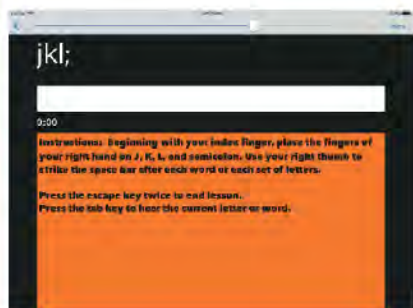 jkl;
0:00
Instructions: Beginning with your index finger, place the fingers of
your right hand on J, K, L, and semicolon. Use your right thumb to
strike the space bar after each word or each set of letters.
Press the escape key twice to end lesson.
Press the tab key to hear the current letter or word.